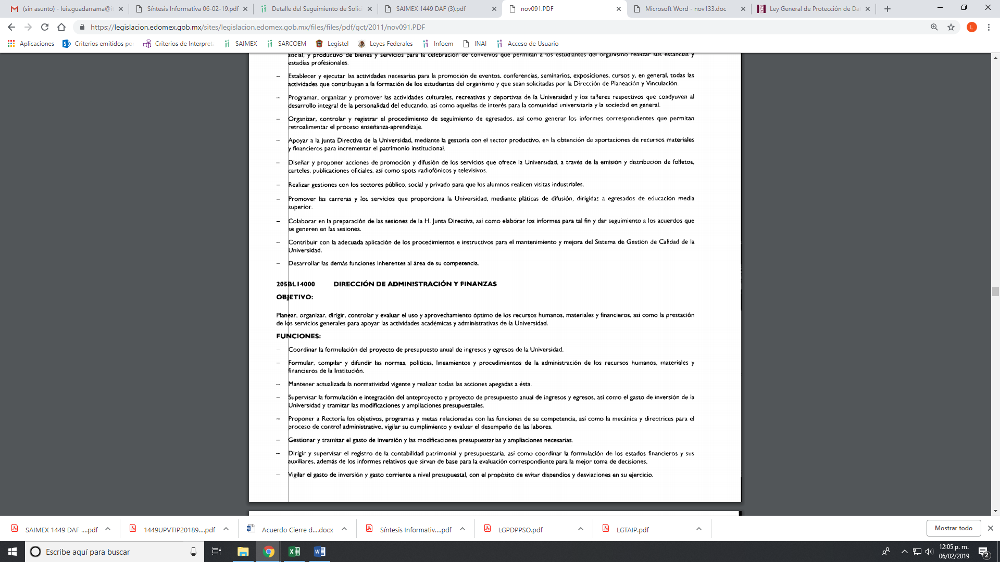 (sin asunto) - luis.guadarrama@i
Síntesis Informativa 06-02-19.pdf
Detalle del Seguimiento de Solici
SAIMEX 1449 DAF (3).pdf
nov091.PDF
Microsoft Word - nov133.doc
Ley General de Protección de Da
https://legislacion.edomex.gob.mx/sites/legislacion.edomex.gob.mx/files/files/pdf/gct/2011/nov091.PDF
L
Aplicaciones
Criterios emitidos po
Criterios de Interpret
SAIMEX
SARCOEM
Legistel
Leyes Federales
Infoem
INAI
Acceso de Usuario
social, y productivo de bienes y servicios para la celebración de convenios que permitan a los estudiantes del organismo realizar sus estancias y
estadías profesionales.
– Establecer y ejecutar las actividades necesarias para la promoción de eventos, conferencias, seminarios, exposiciones, cursos y, en general, todas las
actividades que contribuyan a la formación de los estudiantes del organismo y que sean solicitadas por la Dirección de Planeación y Vinculación.
– Programar, organizar y promover las actividades culturales, recreativas y deportivas de la Universidad y los talleres respectivos que coadyuven al
desarrollo integral de la personalidad del educando, así como aquellas de interés para la comunidad universitaria y la sociedad en general.
– Organizar, controlar y registrar el procedimiento de seguimiento de egresados, así como generar los informes correspondientes que permitan
retroalimentar el proceso enseñanza-aprendizaje.
– Apoyar a la Junta Directiva de la Universidad, mediante la gestoría con el sector productivo, en la obtención de aportaciones de recursos materiales
y financieros para incrementar el patrimonio institucional.
– Diseñar y proponer acciones de promoción y difusión de los servicios que ofrece la Universidad, a través de la emisión y distribución de folletos,
carteles, publicaciones oficiales, así como spots radiofónicos y televisivos.
– Realizar gestiones con los sectores público, social y privado para que los alumnos realicen visitas industriales.
– Promover las carreras y los servicios que proporciona la Universidad, mediante pláticas de difusión, dirigidas a egresados de educación media
superior.
– Colaborar en la preparación de las sesiones de la H. Junta Directiva, así como elaborar los informes para tal fin y dar seguimiento a los acuerdos que
se generen en las sesiones.
– Contribuir con la adecuada aplicación de los procedimientos e instructivos para el mantenimiento y mejora del Sistema de Gestión de Calidad de la
Universidad.
– Desarrollar las demás funciones inherentes al área de su competencia.
205BL14000 DIRECCIÓN DE ADMINISTRACIÓN Y FINANZAS
OBJETIVO:
Planear, organizar, dirigir, controlar y evaluar el uso y aprovechamiento óptimo de los recursos humanos, materiales y financieros, así como la prestación
de los servicios generales para apoyar las actividades académicas y administrativas de la Universidad.
FUNCIONES:
– Coordinar la formulación del proyecto de presupuesto anual de ingresos y egresos de la Universidad.
– Formular, compilar y difundir las normas, políticas, lineamientos y procedimientos de la administración de los recursos humanos, materiales y
financieros de la Institución.
– Mantener actualizada la normatividad vigente y realizar todas las acciones apegadas a ésta.
– Supervisar la formulación e integración del anteproyecto y proyecto de presupuesto anual de ingresos y egresos, así como el gasto de inversión de la
Universidad y tramitar las modificaciones y ampliaciones presupuestales.
– Proponer a Rectoría los objetivos, programas y metas relacionadas con las funciones de su competencia, así como la mecánica y directrices para el
proceso de control administrativo, vigilar su cumplimiento y evaluar el desempeño de las labores.
– Gestionar y tramitar el gasto de inversión y las modificaciones presupuestarias y ampliaciones necesarias.
– Dirigir y supervisar el registro de la contabilidad patrimonial y presupuestaria, así como coordinar la formulación de los estados financieros y sus
auxiliares, además de los informes relativos que sirvan de base para la evaluación correspondiente para la mejor toma de decisiones.
– Vigilar el gasto de inversión y gasto corriente a nivel presupuestal, con el propósito de evitar dispendios y desviaciones en su ejercicio.
SAIMEX 1449 DAF ....pdf
1449UPVTIP20189....pdf
Acuerdo Cierre d....docx
Síntesis Informativ....pdf
LGPDPPSO.pdf
LGTAIP.pdf
Mostrar todo
Escribe aquí para buscar
12:05 p. m.
06/02/2019
2